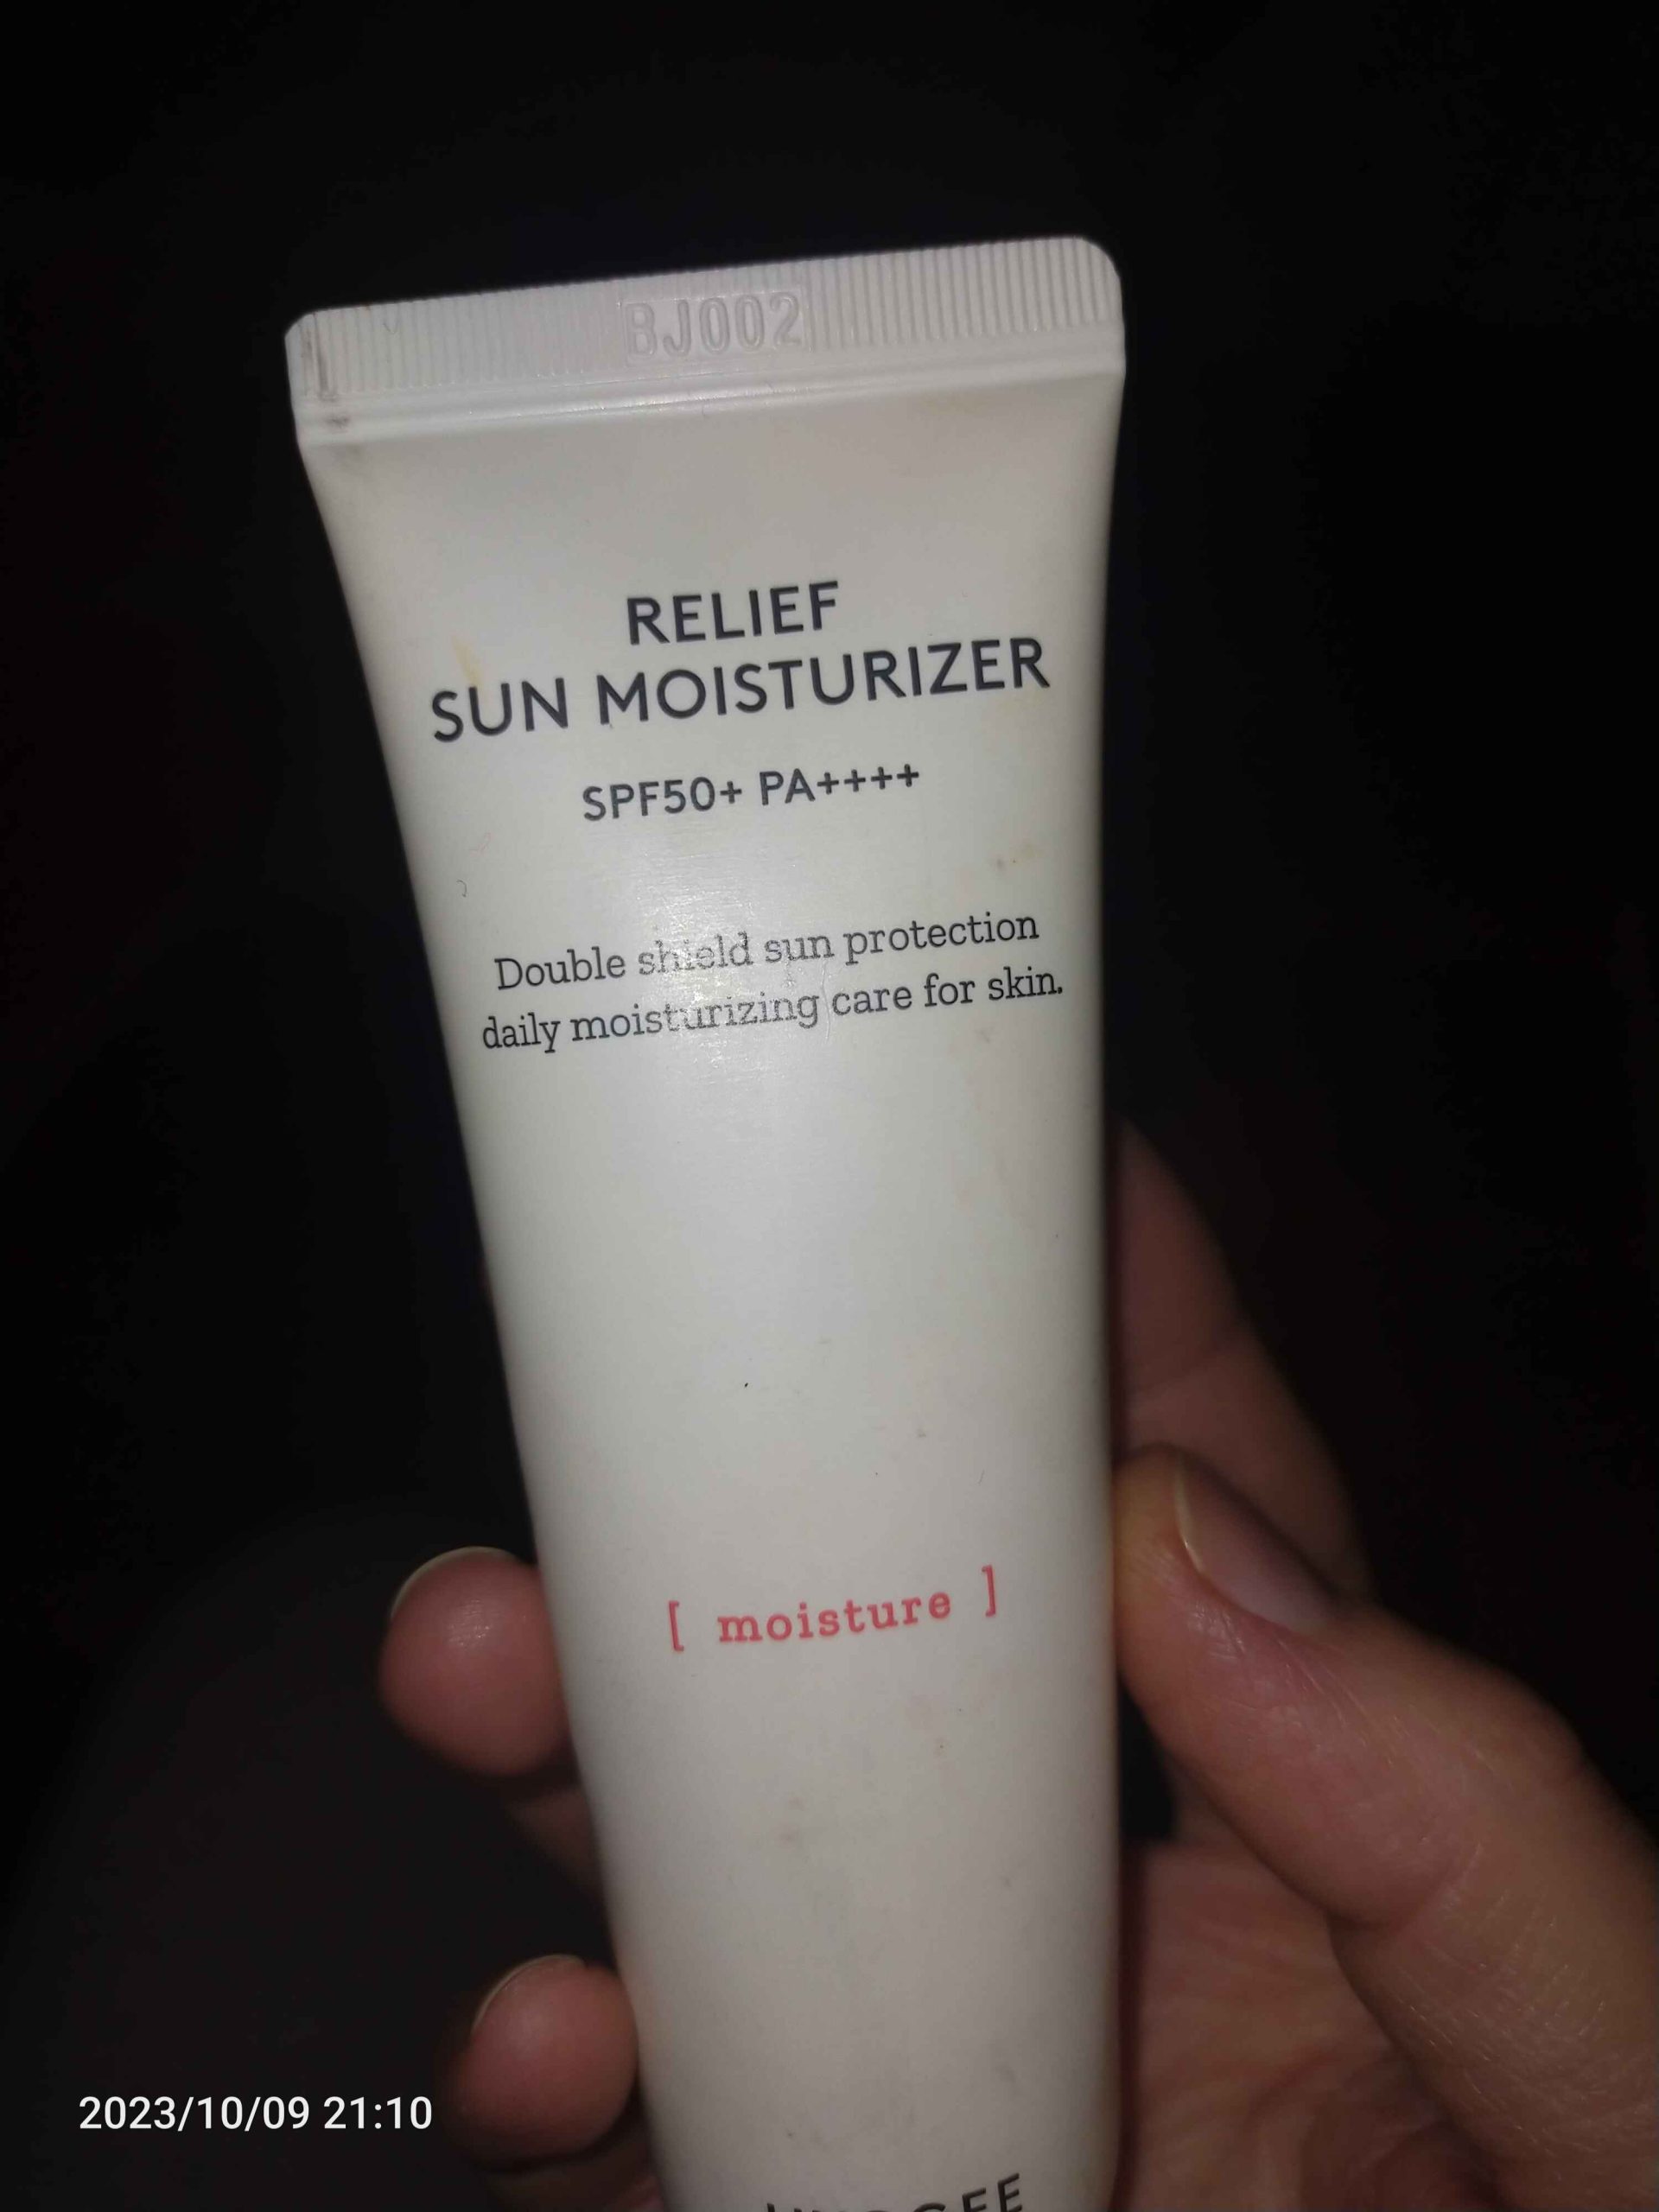 BJ002
RELIEF
SUN MOISTURIZER
SPF50+ PA++++
Double shield sun protection
daily moisturizing care for skin.
[ moisture ]
2023/10/09 21:10